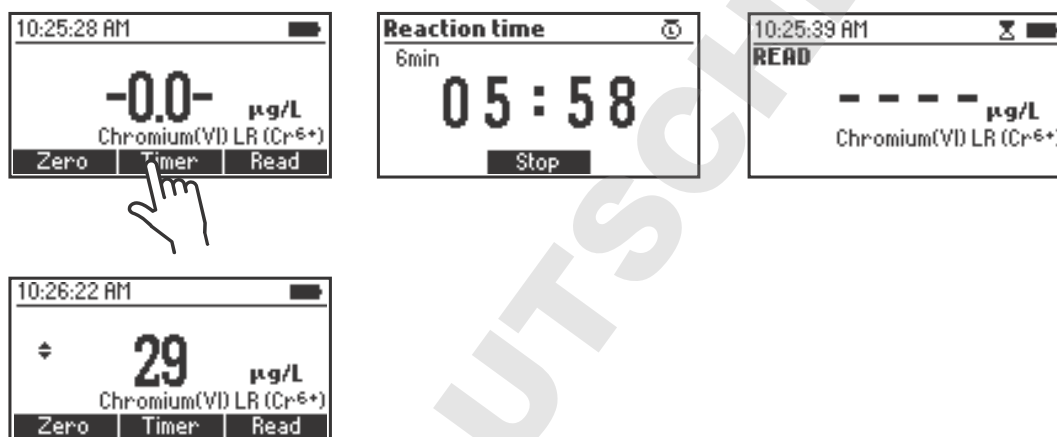 10:25:28 AM
-0.0-
µg/L
Chromium(VI) LR (Cr6+)
Zero Timer Read
Reaction time
6min
05:58
Stop
10:25:39 AM
READ
- - - -
µg/L
Chromium(VI) LR (Cr6+)
10:26:22 AM
29
µg/L
Chromium(VI) LR (Cr6+)
Zero Timer Read
UTSCH